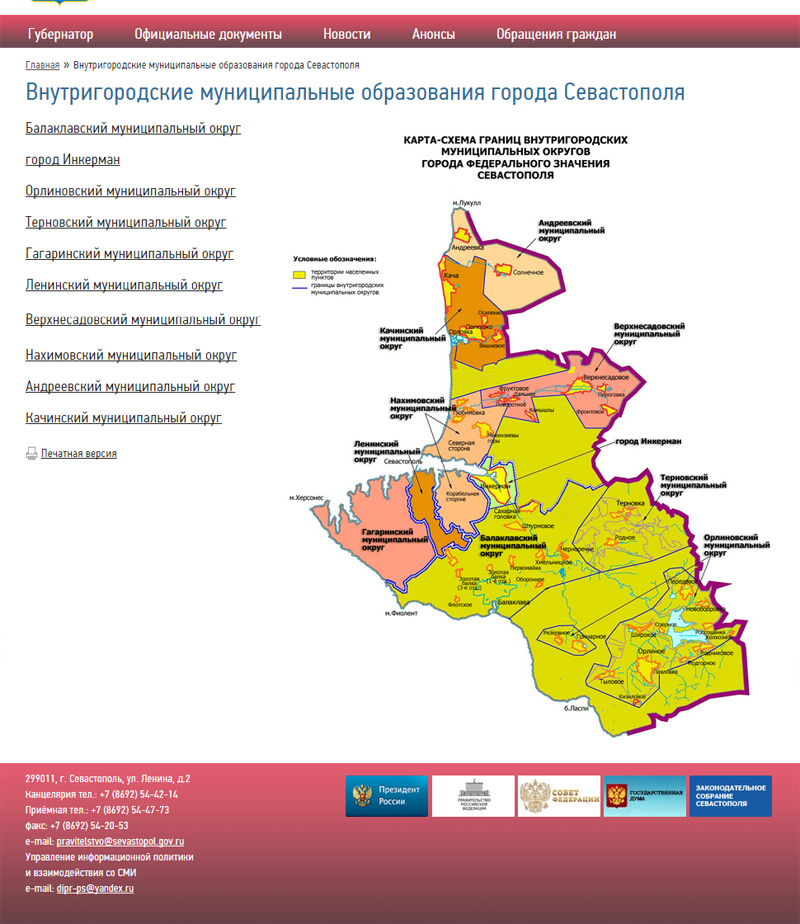 Губернатор
Официальные документы
Новости
Анонсы
Обращения граждан
Главная » Внутригородские муниципальные образования города Севастополя
Внутригородские муниципальные образования города Севастополя
Балаклавский муниципальный округ
город Инкерман
Орлиновский муниципальный округ
Терновский муниципальный округ
Гагаринский муниципальный округ
Ленинский муниципальный округ
Верхнесадовский муниципальный округ
Нахимовский муниципальный округ
Андреевский муниципальный округ
Качинский муниципальный округ
Печатная версия
КАРТА-СХЕМА ГРАНИЦ ВНУТРИГОРОДСКИХ
МУНИЦИПАЛЬНЫХ ОКРУГОВ
ГОРОДА ФЕДЕРАЛЬНОГО ЗНАЧЕНИЯ
СЕВАСТОПОЛЯ
Условные обозначения:
территории населенных
пунктов
границы внутригородских
муниципальных округов
м.Лукулл
Андреевский
муниципальный
округ
Андреевка
Солнечное
Кача
Осипенко
Полюшко
Орловка
Вишневое
Качинский
муниципальный
округ
Верхнесадовский
муниципальный
округ
Верхнесадовое
Фруктовое
Дальнее
Пироговка
Поворотное
Камышлы
Фронтовое
Нахимовский
муниципальный
округ
Любимовка
Мекензиевы
горы
Северная
сторона
город Инкерман
Ленинский
муниципальный
округ
Севастополь
Инкерман
Корабельная
сторона
м.Херсонес
Терновский
муниципальный
округ
Терновка
Родное
Сахарная
головка
Штурмовое
Гагаринский
муниципальный
округ
Балаклавский
муниципальный
округ
Черноречье
Хмельницкое
Орлиновский
муниципальный
округ
Первомайка
Оборонное
Золотая
балка
(1-е отд.)
Золотая
балка
(3-е отд.)
Флотское
Балаклава
м.Фиолент
Передовое
Новобобровка
Резервное
Гончарное
Озерное
Широкое
Россошанка
Колхозное
Родниковое
Подгорное
Орлиное
Павловка
Тыловое
Кизиловое
б.Ласпи
299011, г. Севастополь, ул. Ленина, д.2
Канцелярия тел.: +7 (8692) 54-42-14
Приёмная тел.: +7 (8692) 54-47-73
факс: +7 (8692) 54-20-53
e-mail: pravitelstvo@sevastopol.gov.ru
Управление информационной политики
и взаимодействия со СМИ
e-mail: dipr-ps@yandex.ru
Президент
России
ПРАВИТЕЛЬСТВО
РОССИЙСКОЙ
ФЕДЕРАЦИИ
СОВЕТ
ФЕДЕРАЦИИ
ГОСУДАРСТВЕННАЯ
ДУМА
ЗАКОНОДАТЕЛЬНОЕ
СОБРАНИЕ
СЕВАСТОПОЛЯ